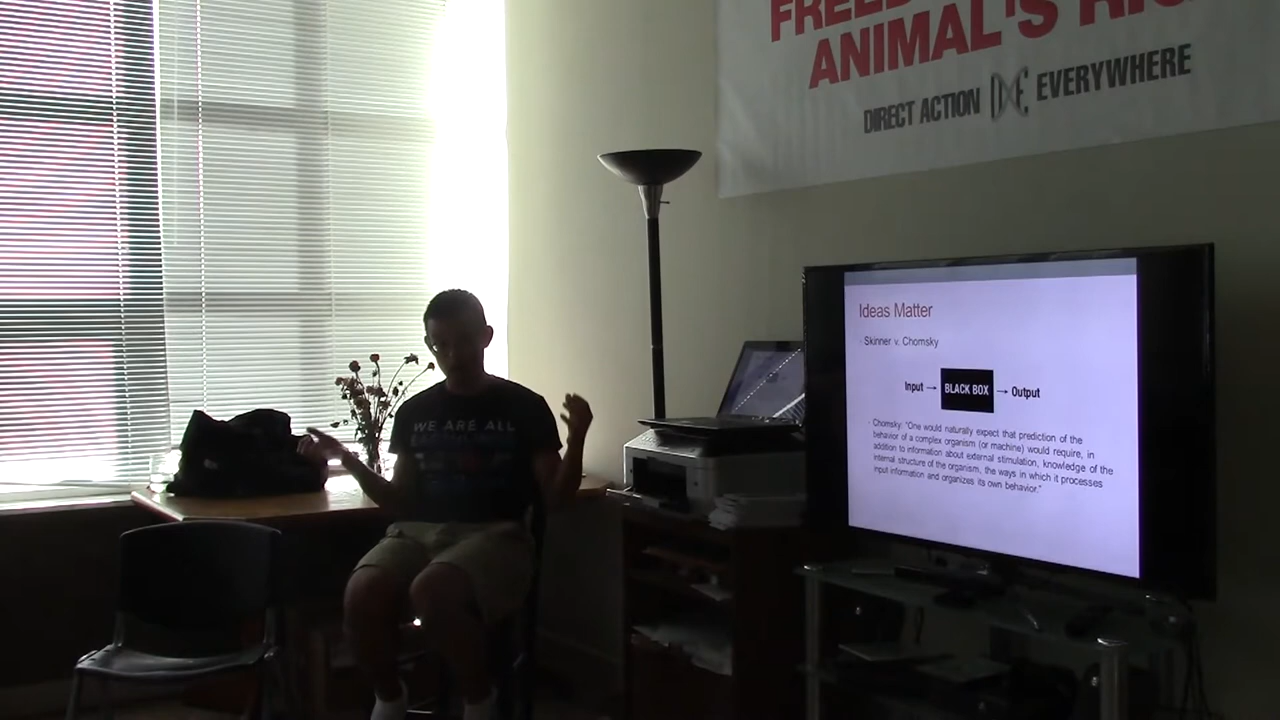 ANIMAL'S
DIRECT ACTION EVERYWHERE
WE ARE ALL
Ideas Matter
Skinner v. Chomsky
Input → BLACK BOX → Output
Chomsky: "One would naturally expect that prediction of the
behavior of a complex organism (or machine) would require, in
addition to information about external stimulation, knowledge of the
internal structure of the organism, the ways in which it processes
input information and organizes its own behavior."